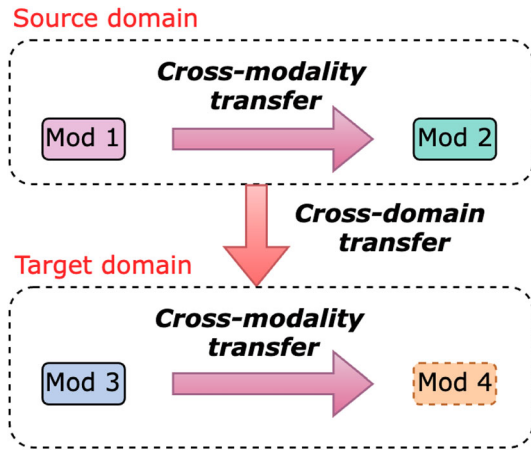 Source domain
Cross-modality
transfer
Mod 1
Mod 2
Cross-domain
transfer
Target domain
Cross-modality
transfer
Mod 3
Mod 4